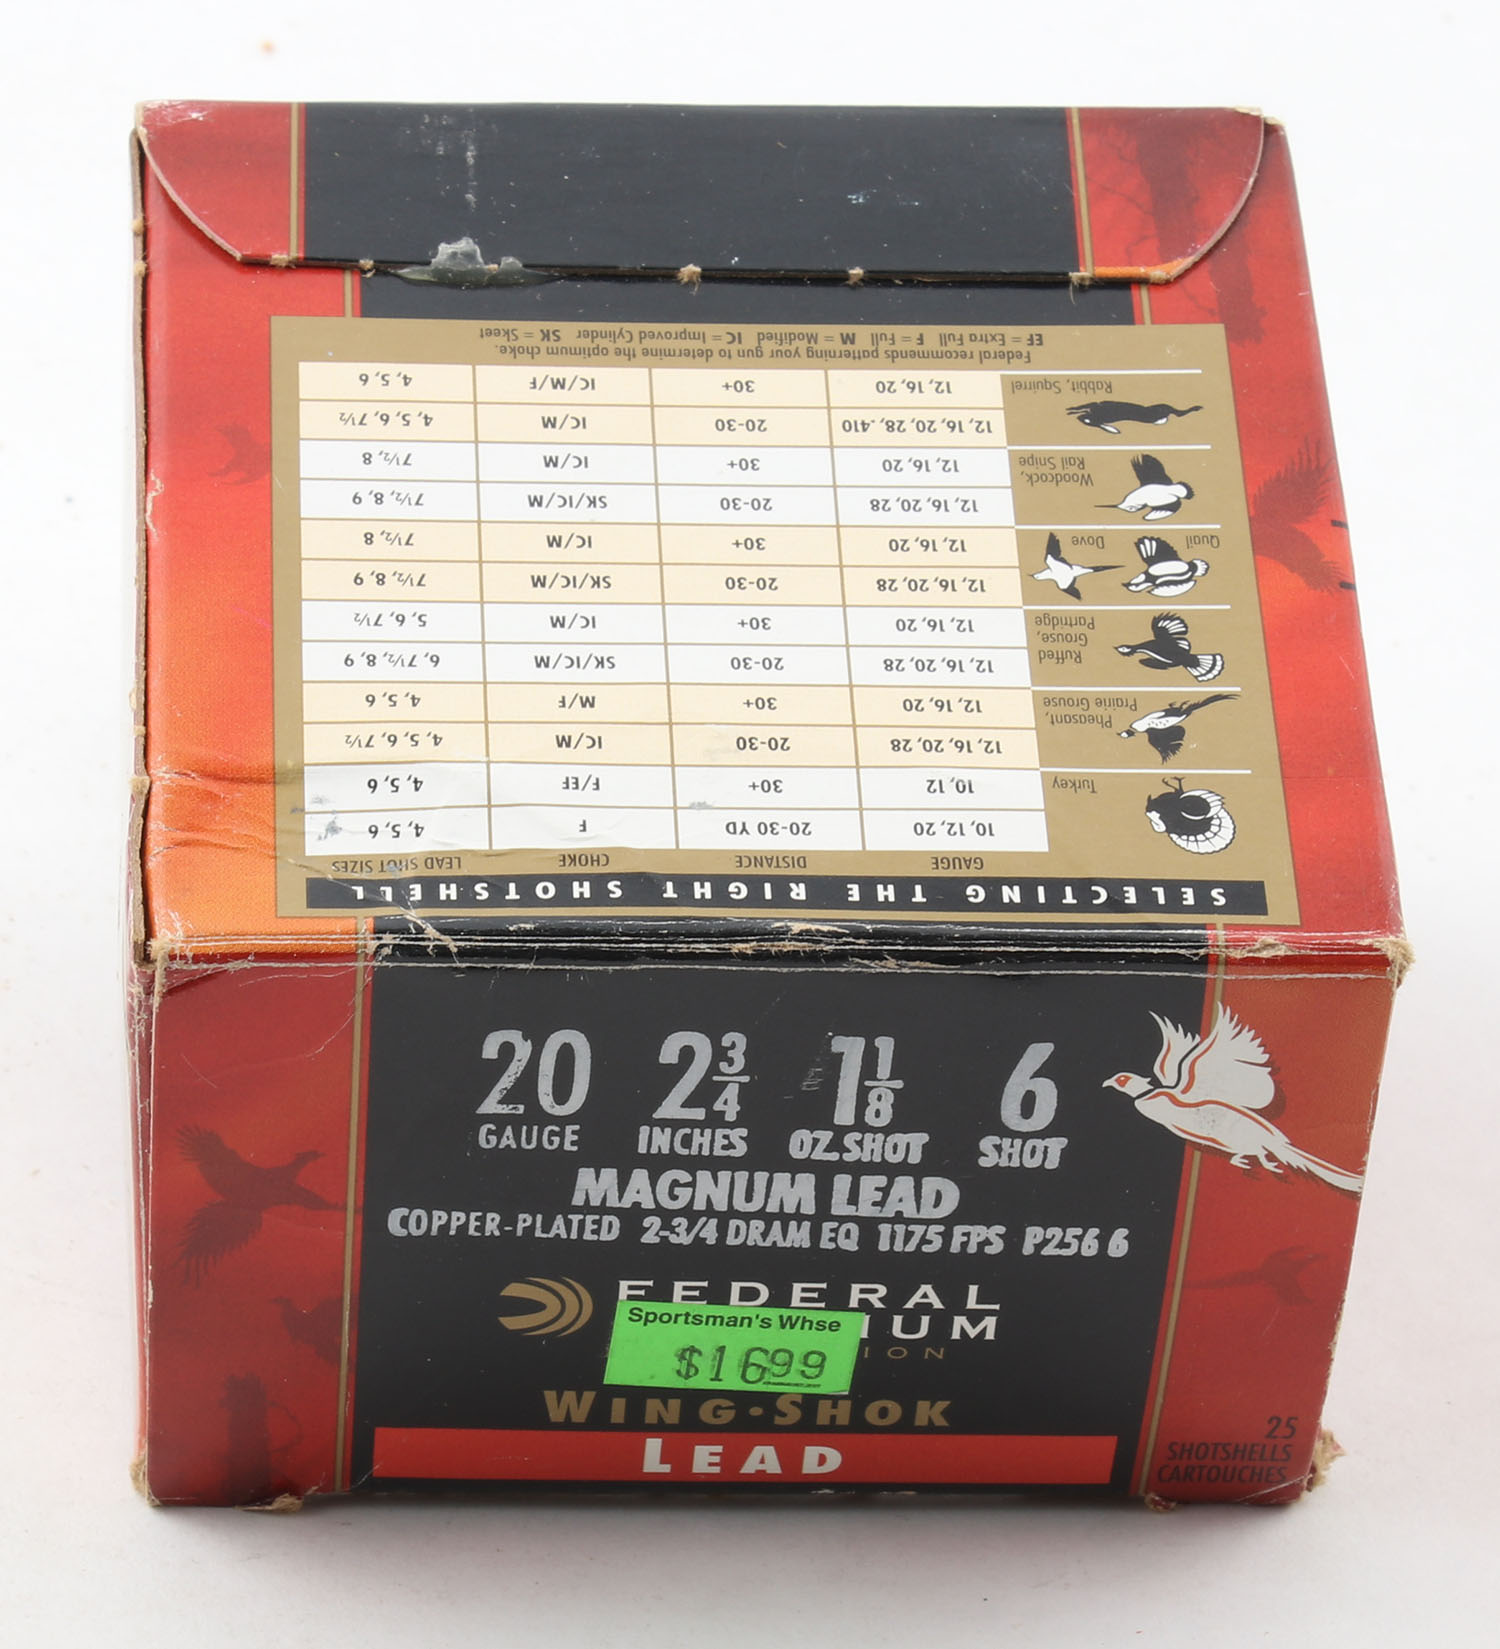 SELECTING THE RIGHT SHOTSHELL
GAUGE DISTANCE CHOKE LEAD SHOT SIZES
Turkey
10, 12, 20 20-30 YD F 4, 5, 6
10, 12 30+ F/EF 4, 5, 6
Pheasant,
Prairie Grouse
12, 16, 20, 28 20-30 IC/M 4, 5, 6, 7½
12, 16, 20 30+ M/F 4, 5, 6
Ruffed
Grouse,
Partridge
12, 16, 20, 28 20-30 SK/IC/M 6, 7½, 8, 9
12, 16, 20 30+ IC/M 5, 6, 7½
Quail Dove
12, 16, 20, 28 20-30 SK/IC/M 7½, 8, 9
12, 16, 20 30+ IC/M 7½, 8
Woodcock,
Rail Snipe
12, 16, 20, 28 20-30 SK/IC/M 7½, 8, 9
12, 16, 20 30+ IC/M 7½, 8
Rabbit, Squirrel
12, 16, 20, 28, .410 20-30 IC/M 4, 5, 6, 7½
12, 16, 20 30+ IC/M/F 4, 5, 6
Federal recommends patterning your gun to determine the optimum choke.
EF = Extra Full F = Full M = Modified IC = Improved Cylinder SK = Skeet
20 2 3/4 1 1/8 6
GAUGE INCHES OZ. SHOT SHOT
MAGNUM LEAD
COPPER-PLATED 2-3/4 DRAM EQ 1175 FPS P256 6
FEDERAL
IUM
ION
Sportsman's Whse
$16.99
WING·SHOK
LEAD
25
SHOTSHELLS
CARTOUCHES